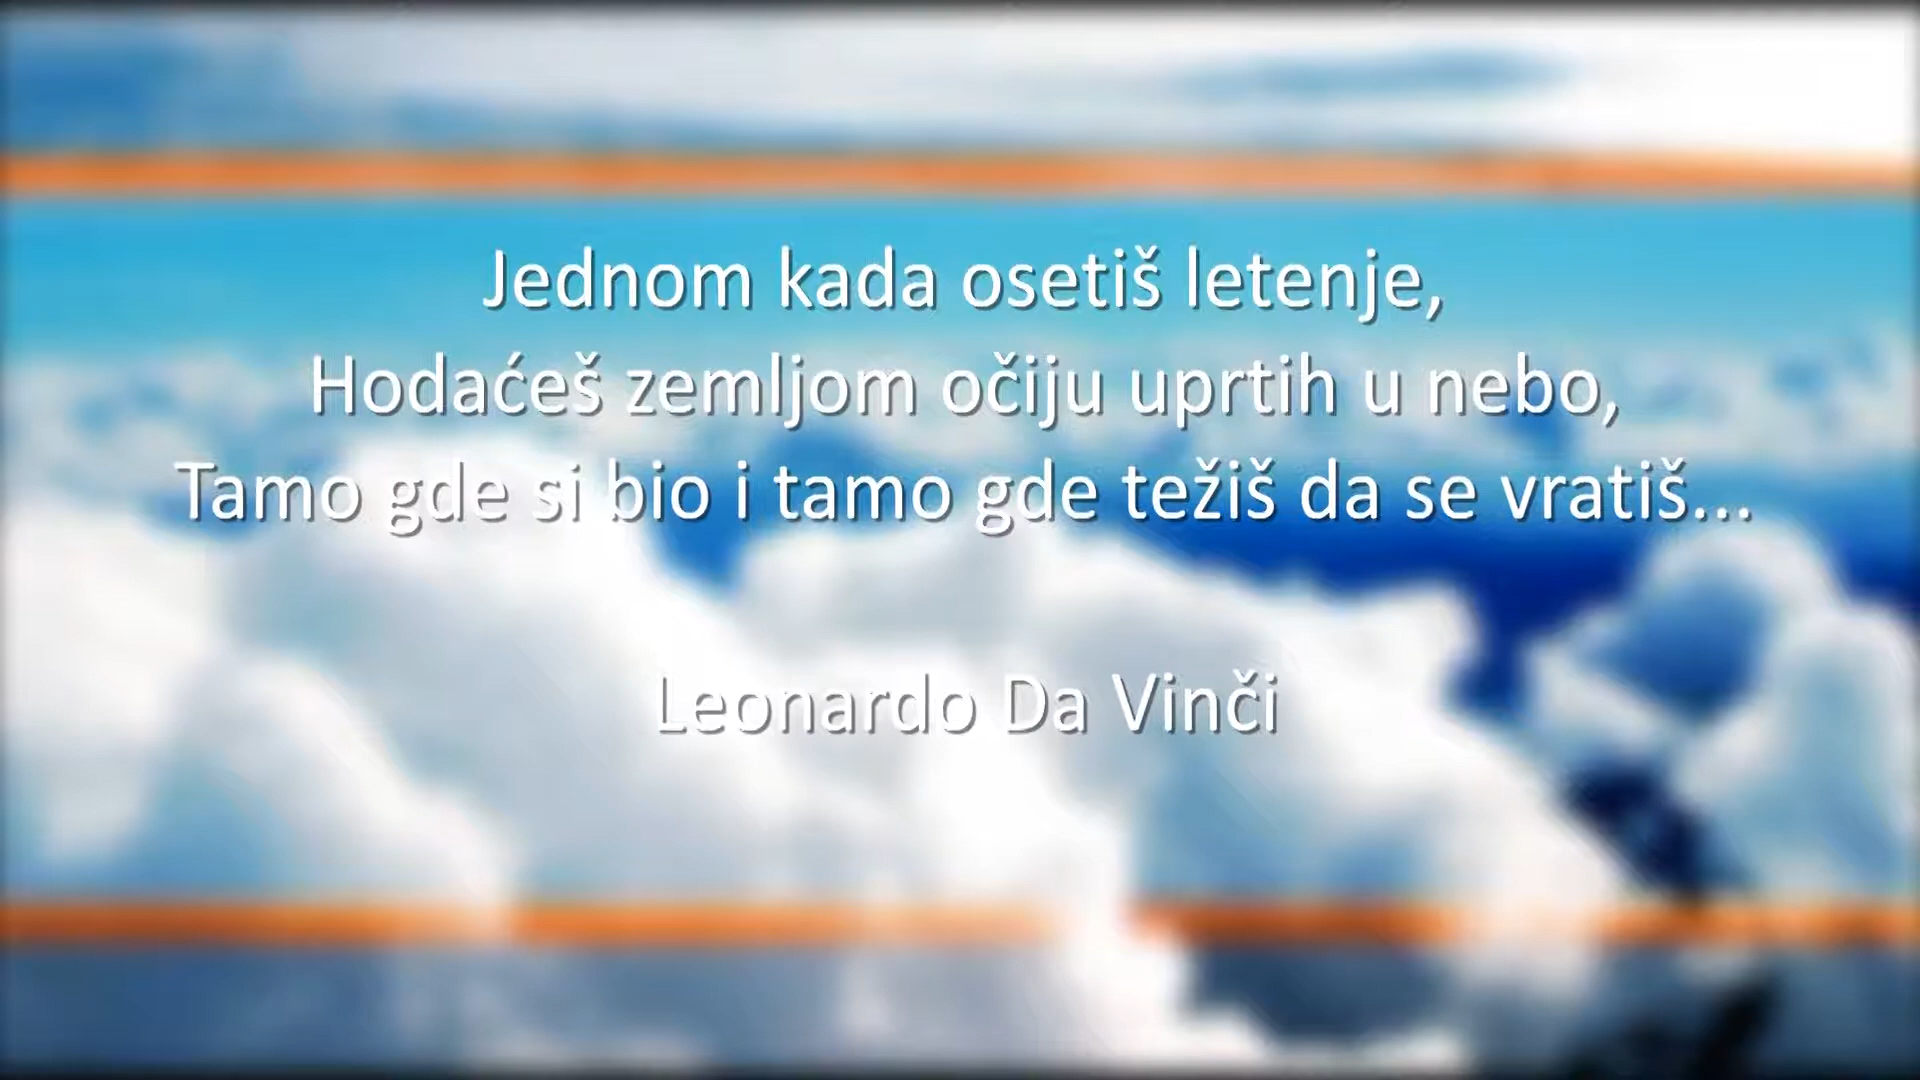 Jednom kada osetiš letenje,
Hodaćeš zemljom očiju uprtih u nebo,
Tamo gde si bio i tamo gde težiš da se vratiš...
Leonardo Da Vinči